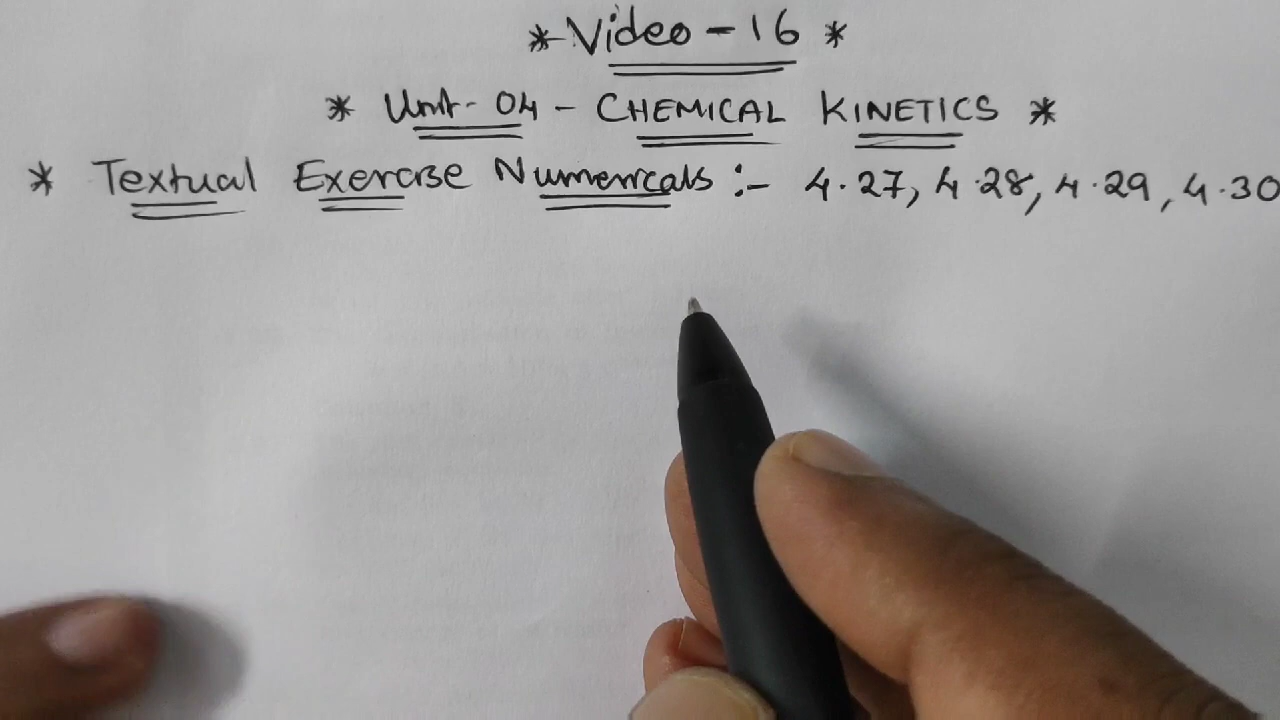 * Video - 16 *
* Unit - 04 - CHEMICAL KINETICS *
* Textual Exercise Numericals :- 4.27, 4.28, 4.29, 4.30